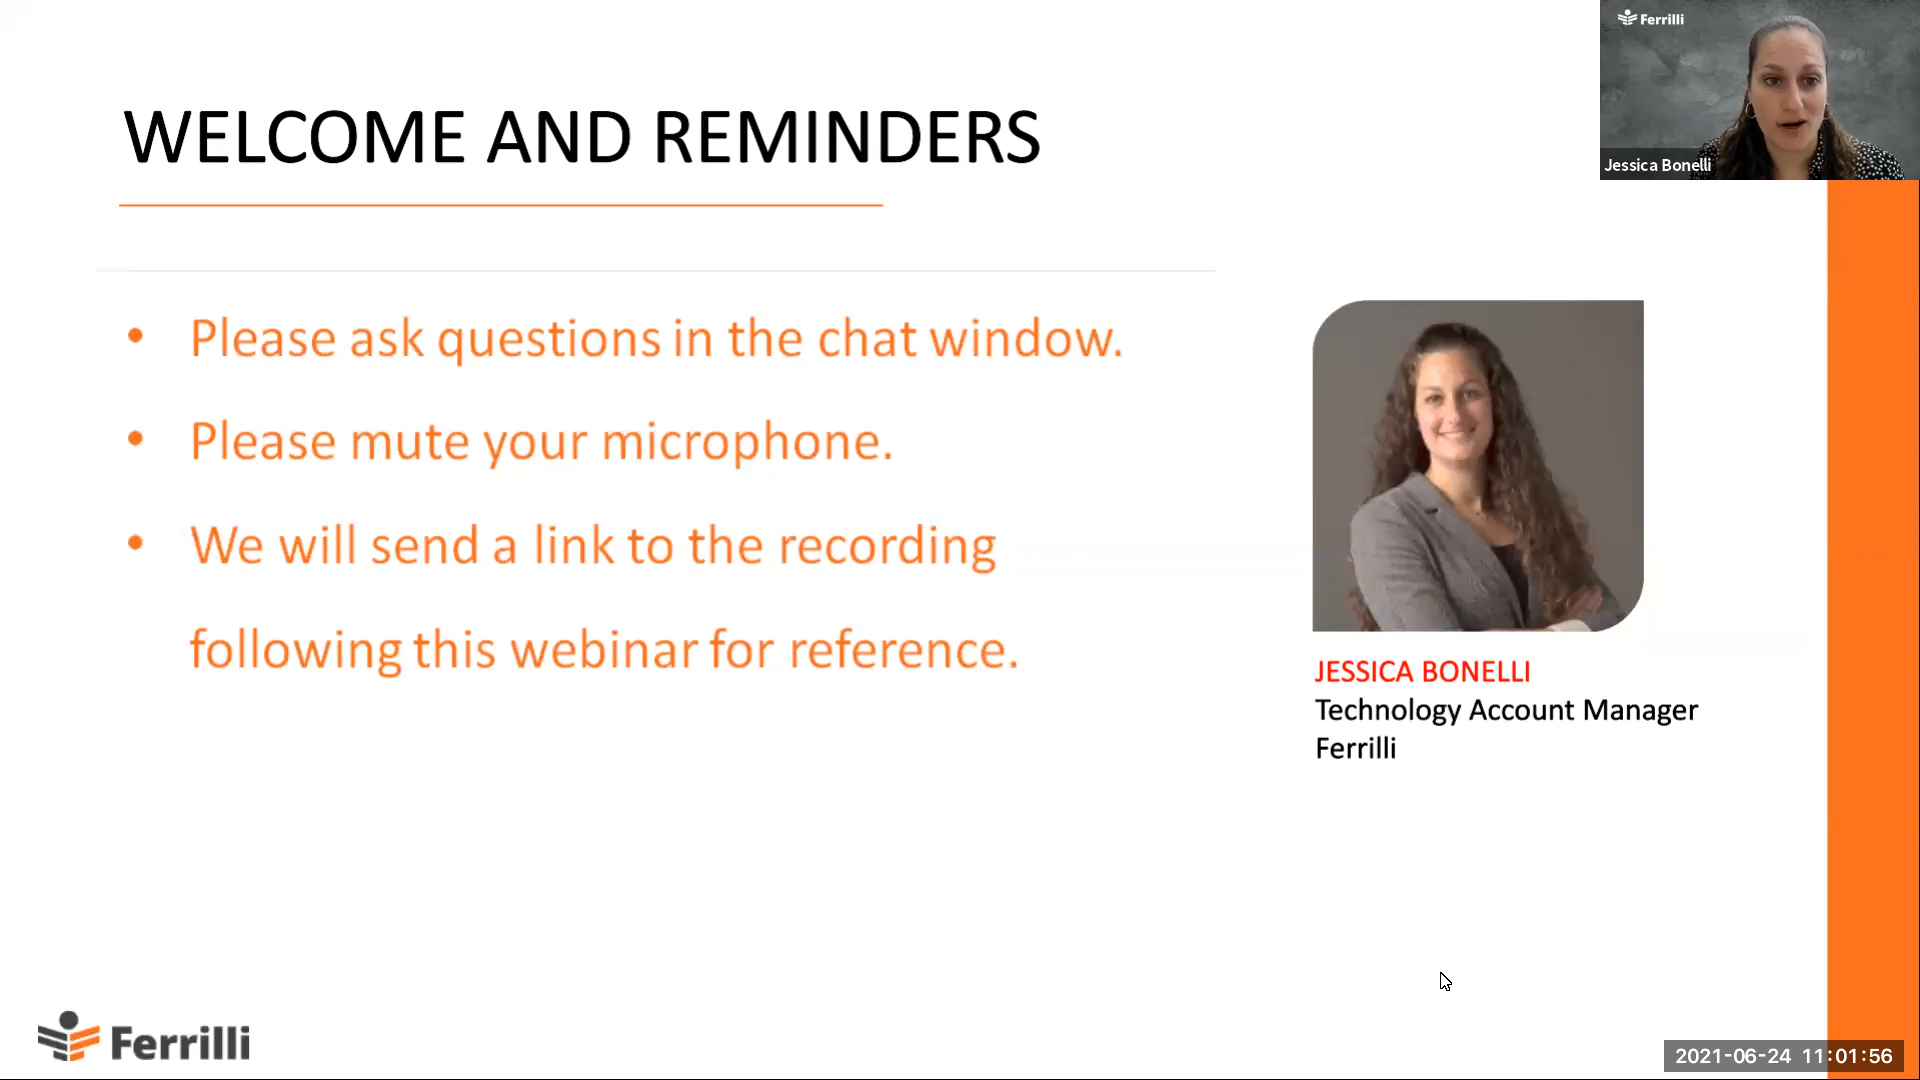 Ferrilli
Jessica Bonelli
WELCOME AND REMINDERS
• Please ask questions in the chat window.
• Please mute your microphone.
• We will send a link to the recording
following this webinar for reference.
JESSICA BONELLI
Technology Account Manager
Ferrilli
Ferrilli
2021-06-24 11:01:56